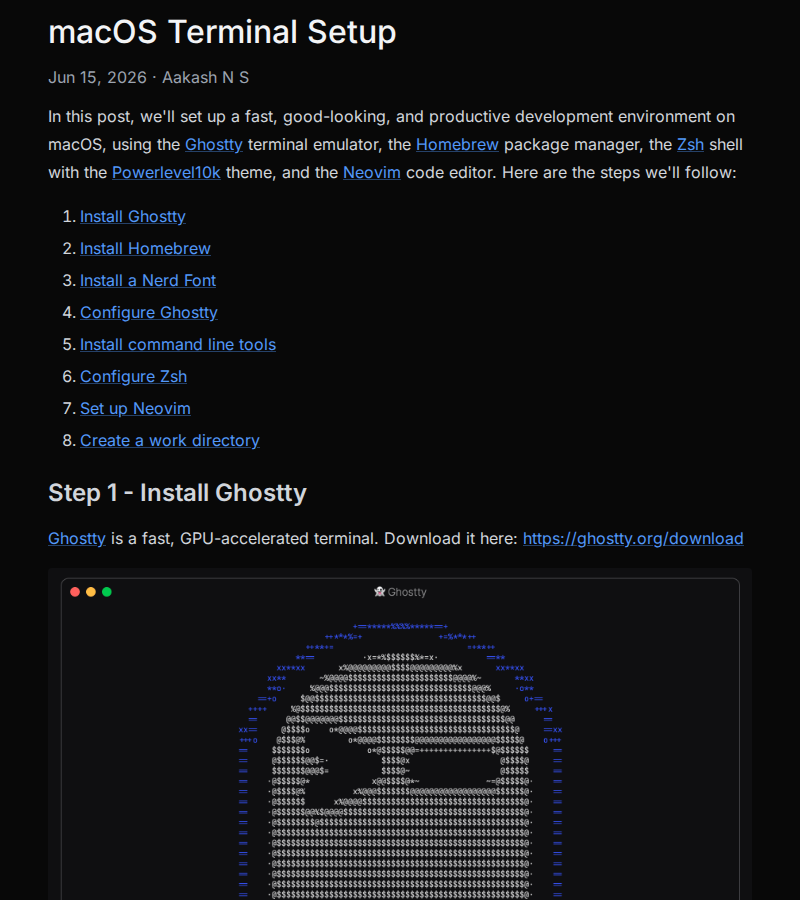 macOS Terminal Setup
Jun 15, 2026 · Aakash N S
In this post, we'll set up a fast, good-looking, and productive development environment on
macOS, using the Ghostty terminal emulator, the Homebrew package manager, the Zsh shell
with the Powerlevel10k theme, and the Neovim code editor. Here are the steps we'll follow:
1. Install Ghostty
2. Install Homebrew
3. Install a Nerd Font
4. Configure Ghostty
5. Install command line tools
6. Configure Zsh
7. Set up Neovim
8. Create a work directory
Step 1 - Install Ghostty
Ghostty is a fast, GPU-accelerated terminal. Download it here: https://ghostty.org/download
👻 Ghostty